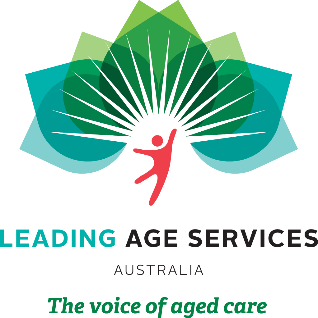 LEADING AGE SERVICES
AUSTRALIA
The voice of aged care